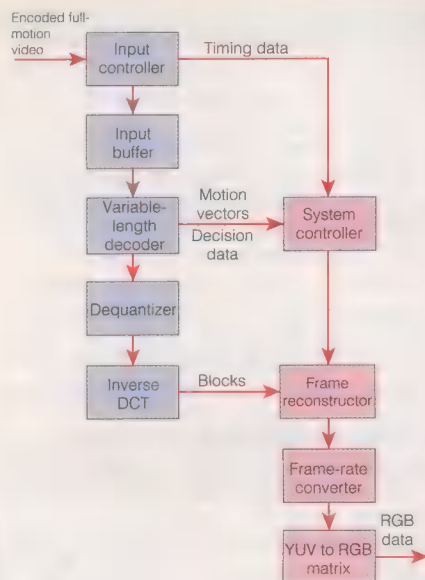 Encoded full-
motion
video
Input
controller
Timing data
Input
buffer
Variable-
length
decoder
Motion
vectors
Decision
data
System
controller
Dequantizer
Inverse
DCT
Blocks
Frame
reconstructor
Frame-rate
converter
YUV to RGB
matrix
RGB
data